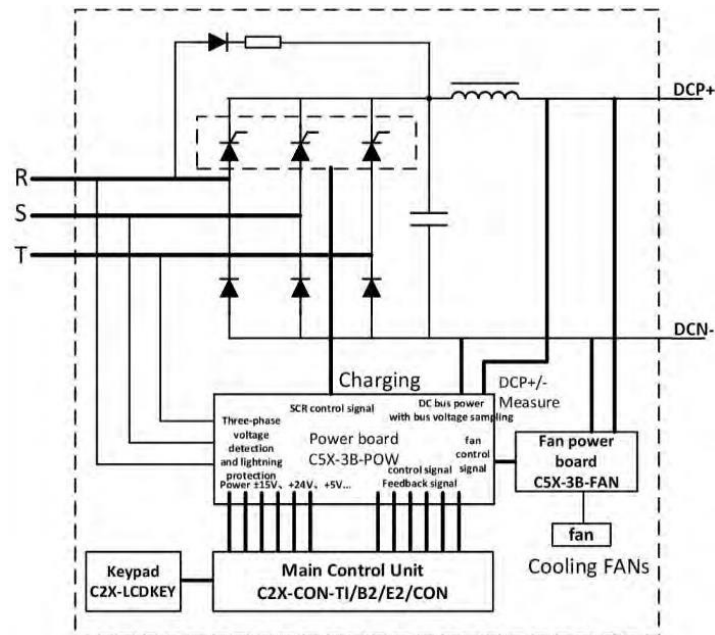 DCP+
R
S
T
DCN-
Charging
DCP+/-
Measure
SCR control signal
DC bus power
with bus voltage sampling
Three-phase
voltage
detection
and lightning
protection
Power board
C5X-3B-POW
fan
control
signal
Power ±15V、+24V、+5V...
control signal
Feedback signal
Fan power
board
C5X-3B-FAN
fan
Cooling FANs
Keypad
C2X-LCDKEY
Main Control Unit
C2X-CON-TI/B2/E2/CON